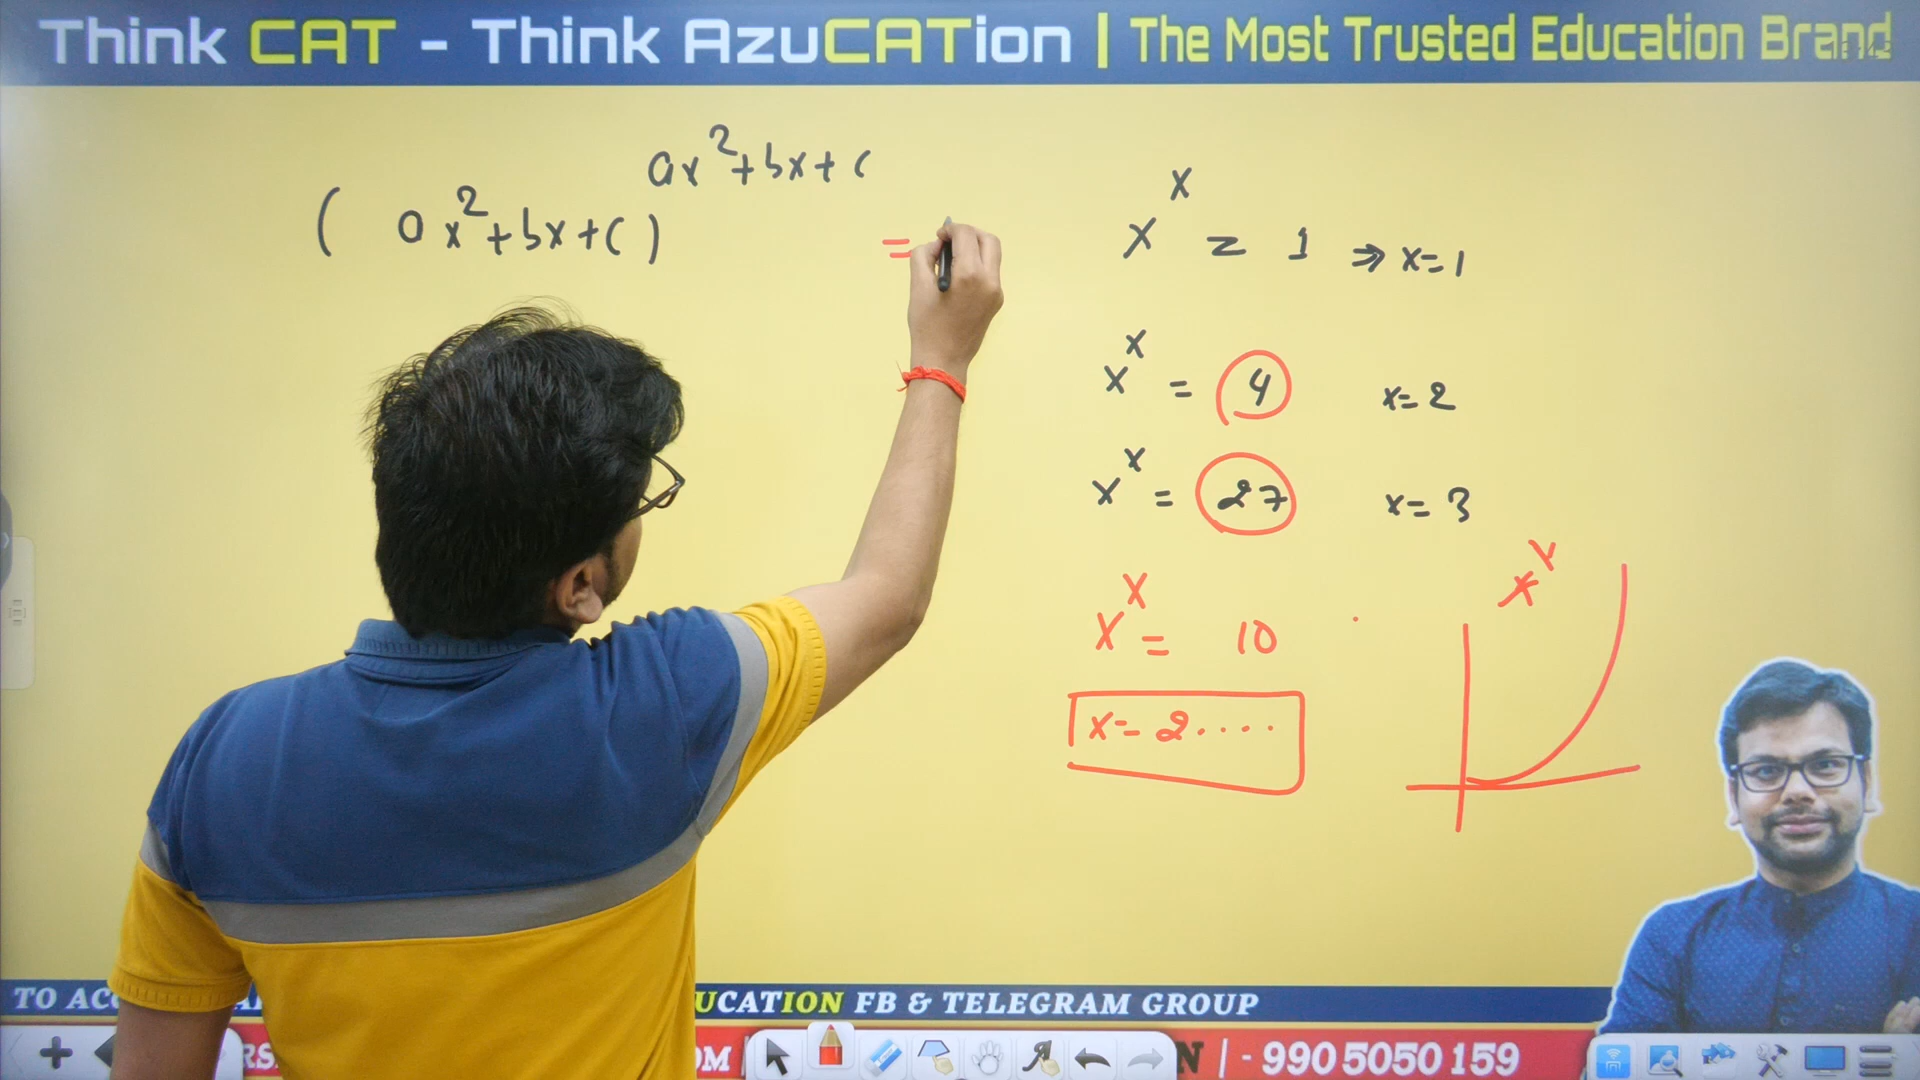 Think CAT - Think AzuCATion | The Most Trusted Education Brand
(ax²+bx+c)^(ax²+bx+c) =
x^x = 1 ⇒ x=1
x^x = 4 x=2
x^x = 27 x=3
x^x = 10
x = 2.....
x^x
TO UCATION FB & TELEGRAM GROUP
- 990 5050 159